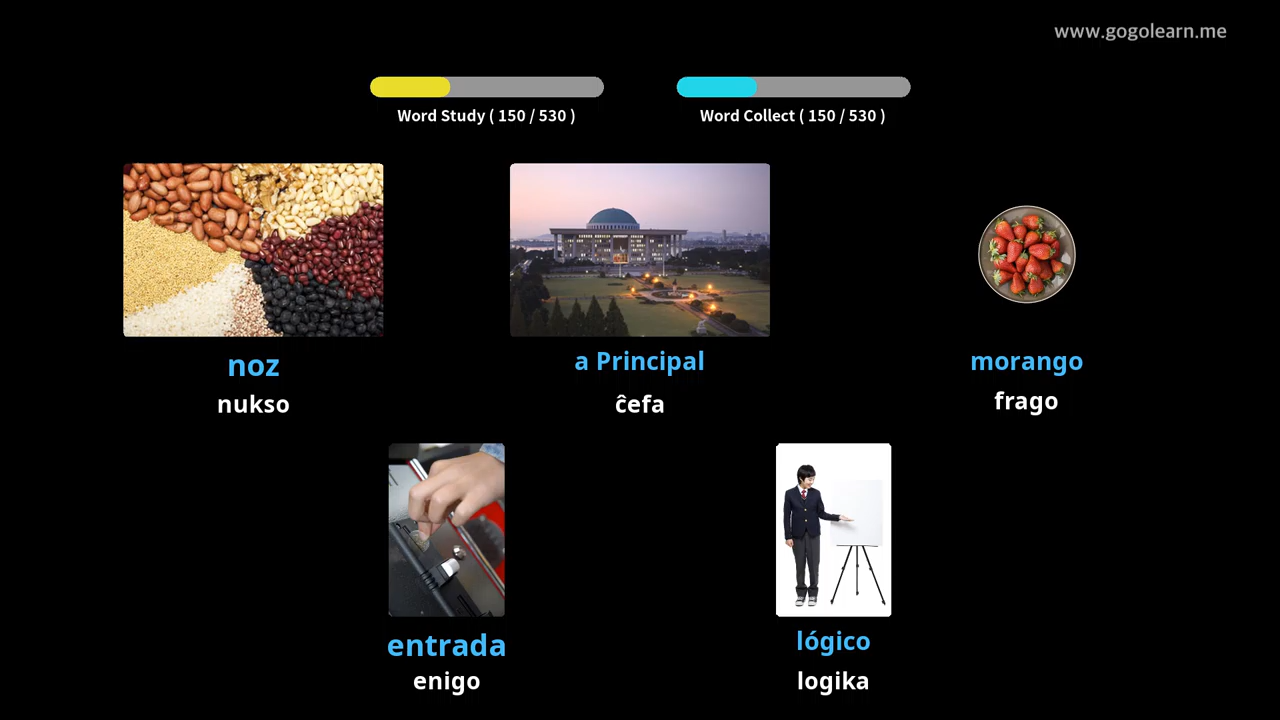 www.gogolearn.me
Word Study ( 150 / 530 )
Word Collect ( 150 / 530 )
noz
nukso
a Principal
ĉefa
morango
frago
entrada
enigo
lógico
logika